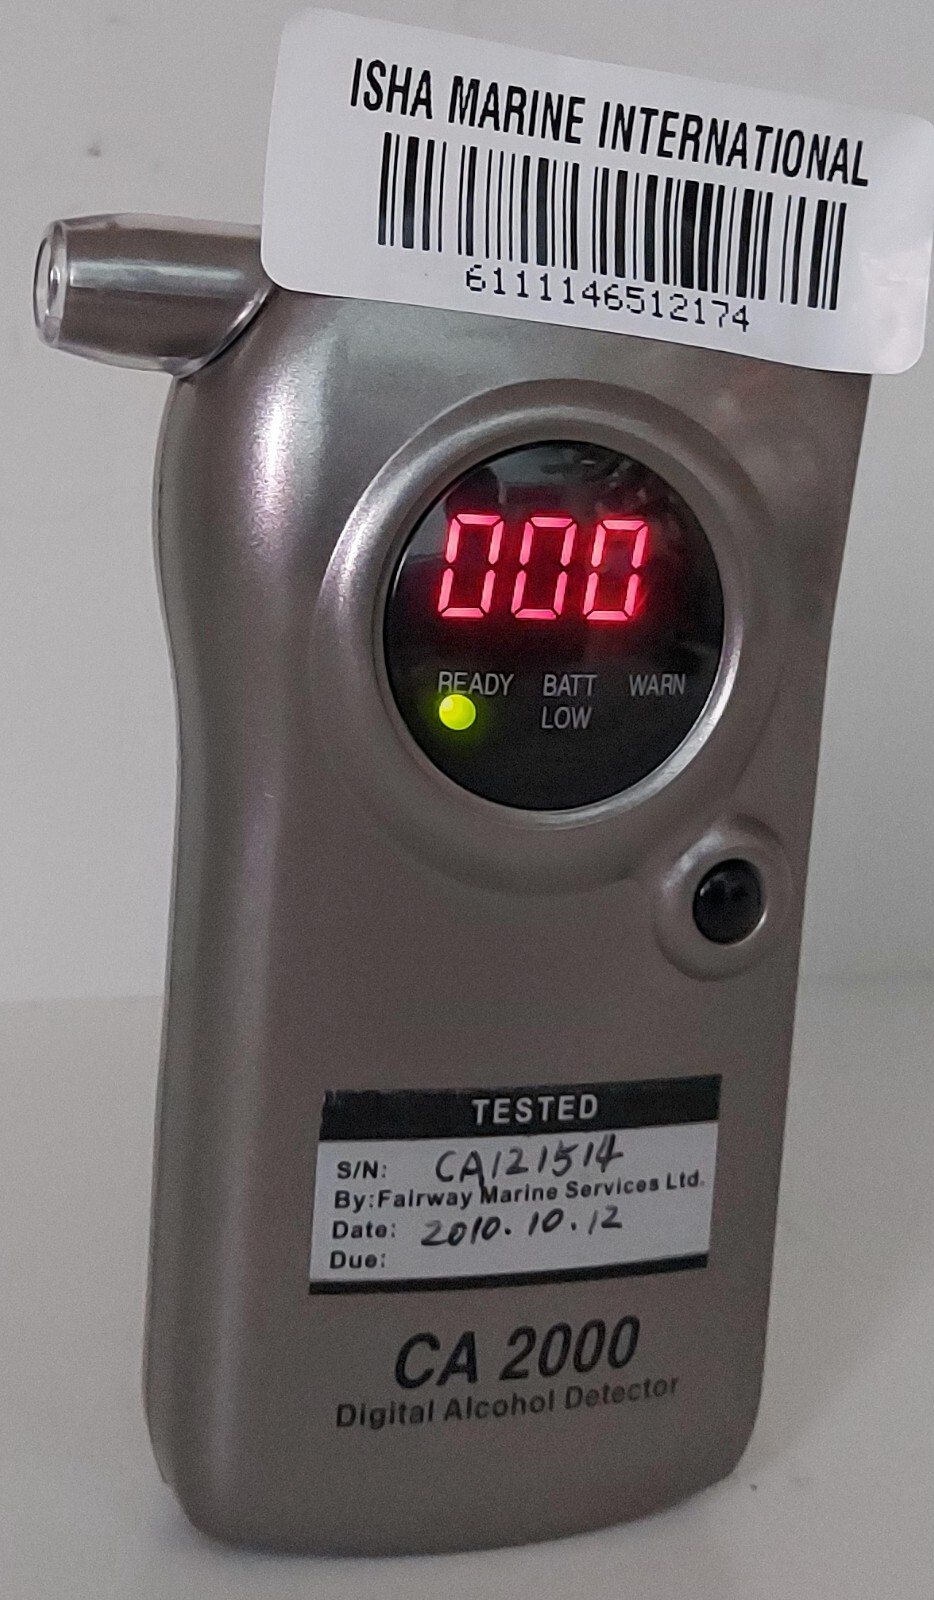 ISHA MARINE INTERNATIONAL
6111146512174
000
READY BATT LOW WARN
TESTED
S/N: CA121514
By:Fairway Marine Services Ltd.
Date: 2010.10.12
Due:
CA 2000
Digital Alcohol Detector